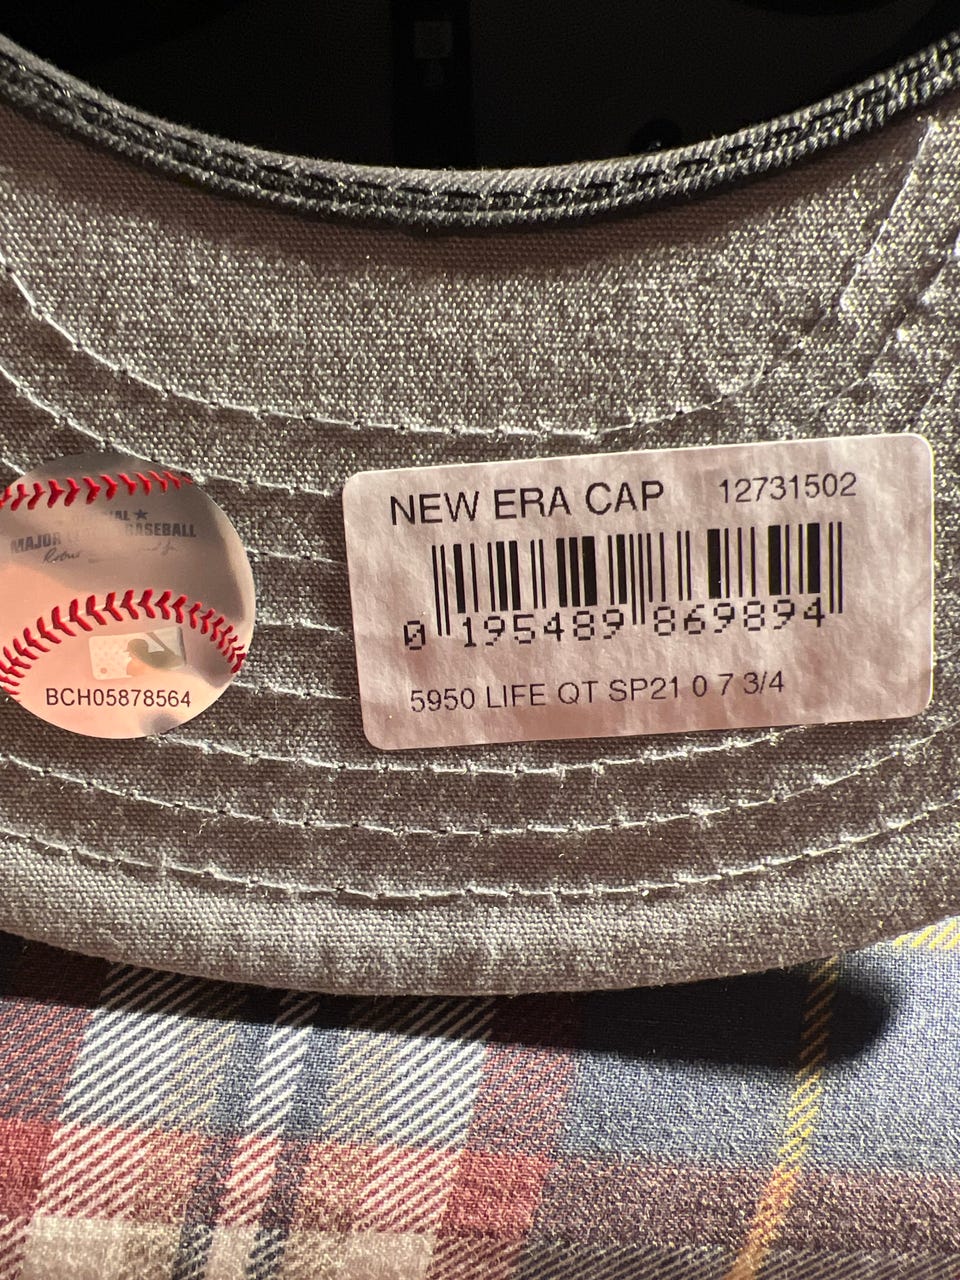 NEW ERA CAP 12731502
0 195489 869894
5950 LIFE QT SP21 0 7 3/4
MAJOR BASEBALL
BCH05878564